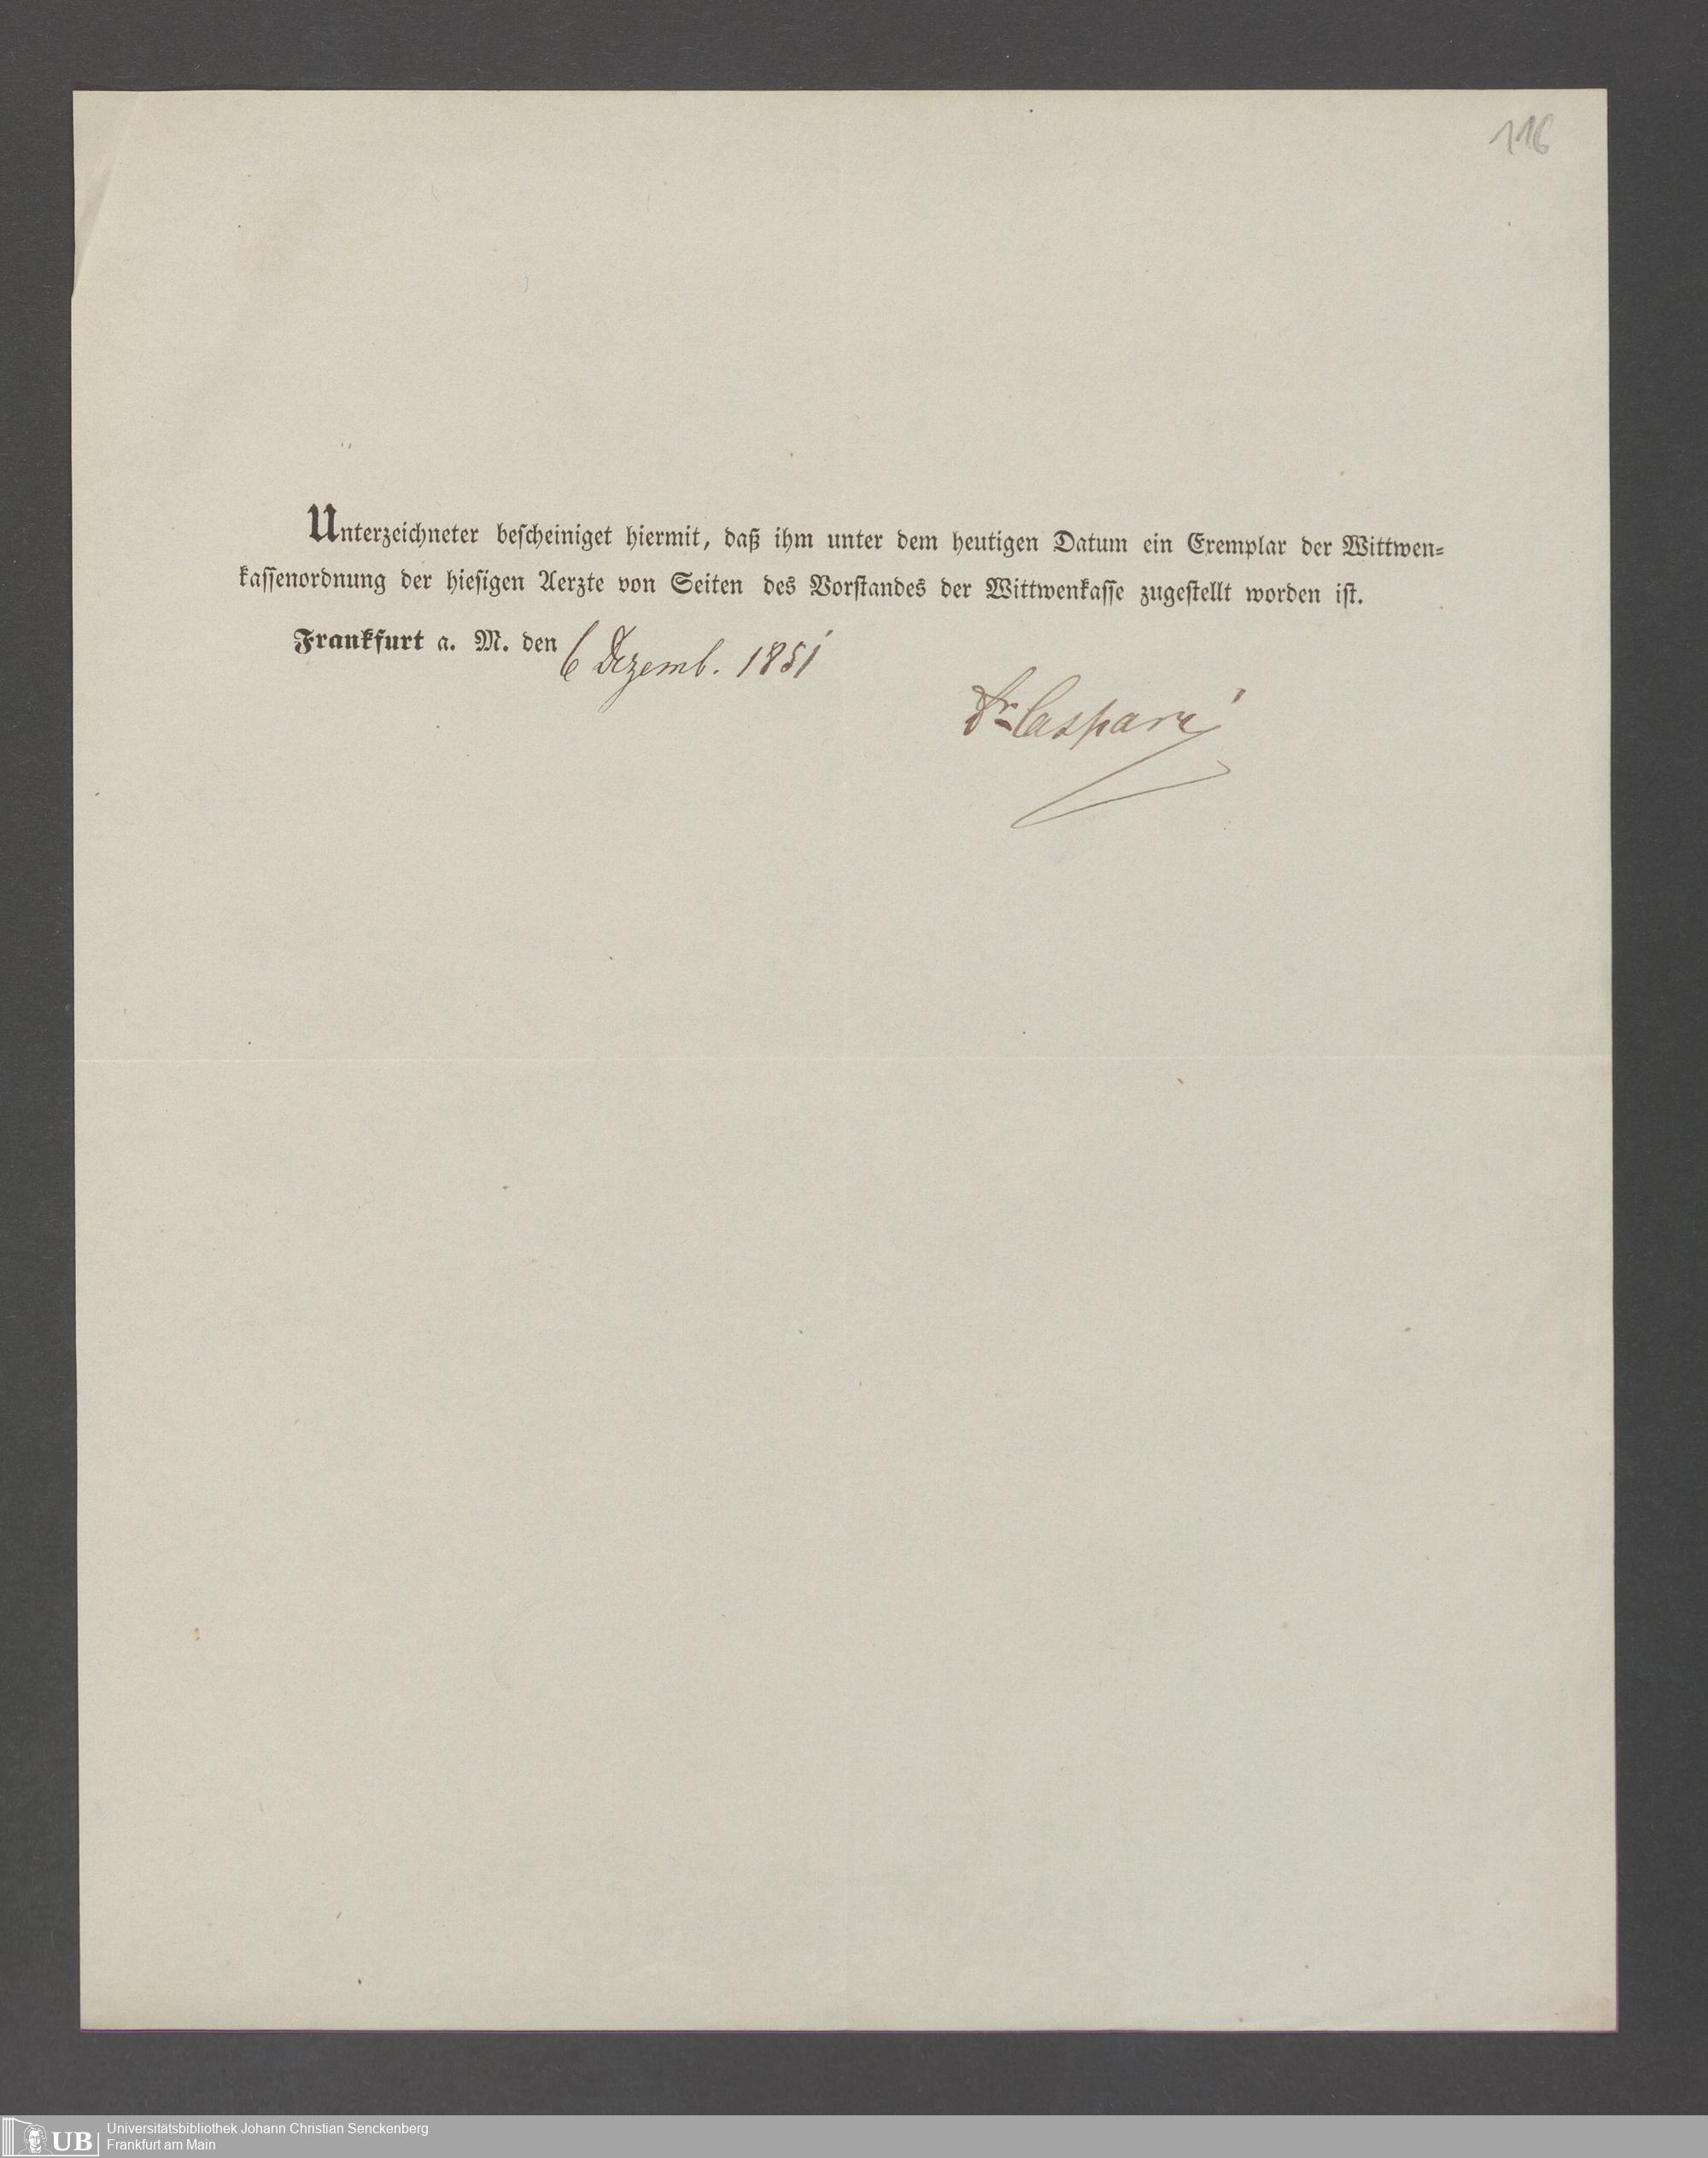 116
Unterzeichneter bescheiniget hiermit, daß ihm unter dem heutigen Datum ein Exemplar der Wittwen=
kassenordnung der hiesigen Aerzte von Seiten des Vorstandes der Wittwenkasse zugestellt worden ist.
Frankfurt a. M. den 6 Dezemb. 1851
Dr Caspari
UB
Universitätsbibliothek Johann Christian Senckenberg
Frankfurt am Main